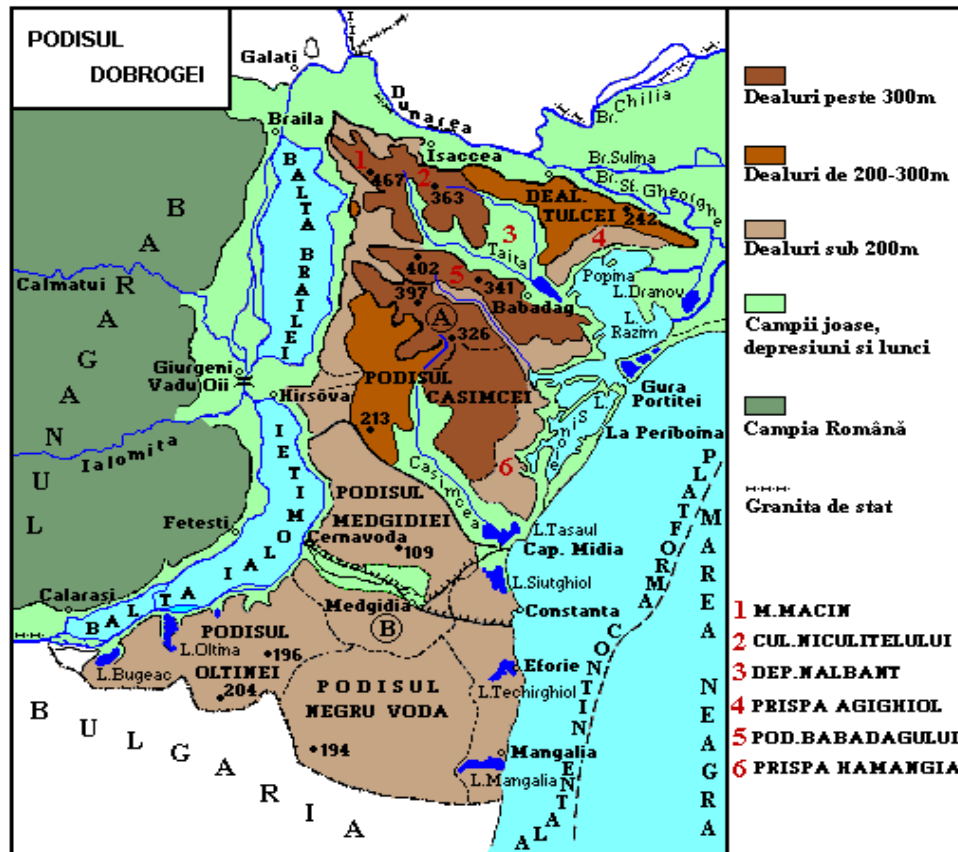 PODISUL
DOBROGEI
Galati
Braila
Dunarea
Isaccea
Br. Chilia
Br.Sulina
Br. St. Gheorghe
1
467
2
363
DEAL.
TULCEI
242
3
4
Taita
BALTA BRAILEI
BARAGANUL
Calmatui
402
5
341
397
Babadag
Popina
L.Dranov
L.
Razim
A
326
Giurgeni
Vadu Oii
Hirsova
PODISUL
CASIMCEI
213
Gura
Portitei
La Periboina
L. Sinoe
6
Ialomita
Casimcea
PODISUL
MEDGIDIEI
Fetesti
Cernavoda
109
L.Tasaul
Cap. Midia
L.Siutghiol
BALTA IALOMITEI
Calarasi
Medgidia
Constanta
B
PODISUL
L.Oltina
OLTINEI
196
204
L.Bugeac
Eforie
L.Techirghiol
PODISUL
NEGRU VODA
194
Mangalia
L.Mangalia
BULGARIA
PLATFORMA CONTINENTALA
MAREA NEAGRA
Dealuri peste 300m
Dealuri de 200-300m
Dealuri sub 200m
Campii joase,
depresiuni si lunci
Campia Română
Granita de stat
1 M.MACIN
2 CUL.NICULITELULUI
3 DEP.NALBANT
4 PRISPA AGIGHIOL
5 POD.BABADAGULUI
6 PRISPA HAMANGIA